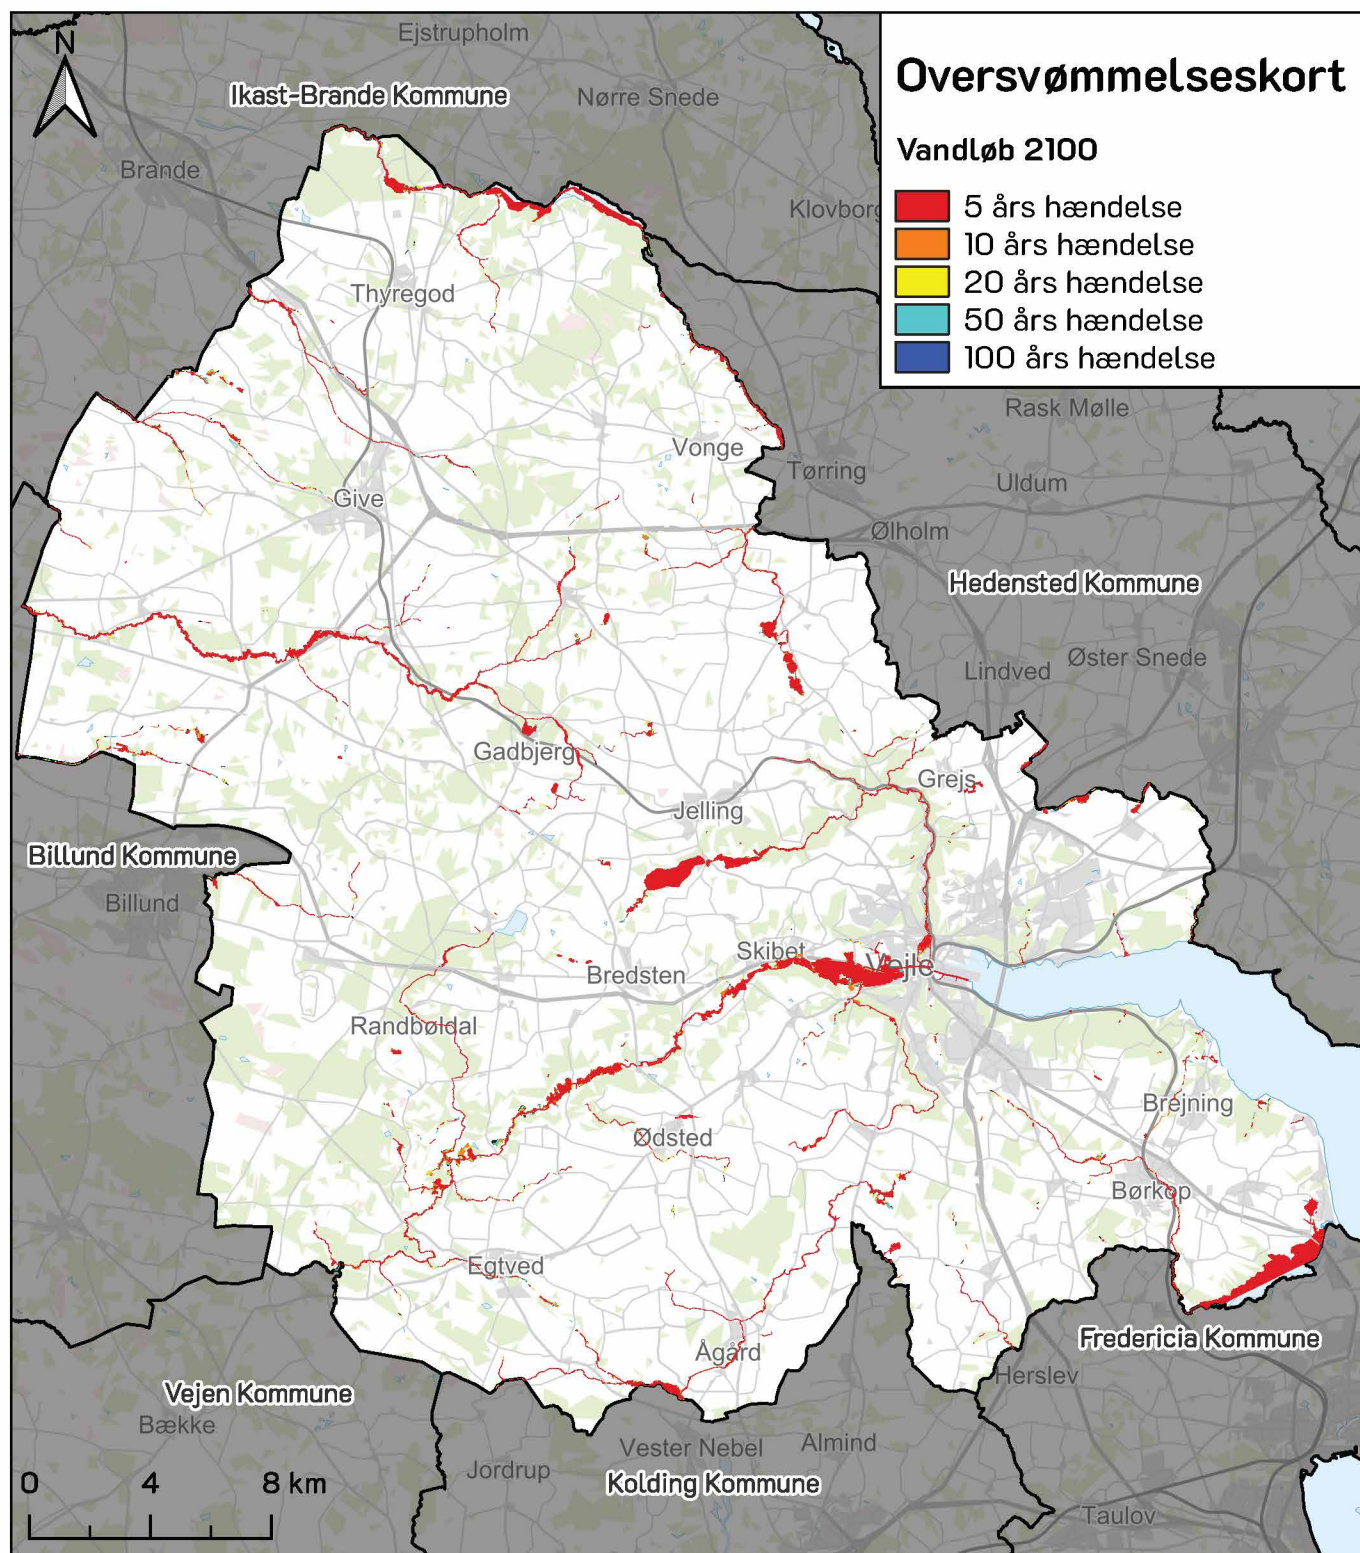 Oversvømmelseskort
Vandløb 2100
5 års hændelse
10 års hændelse
20 års hændelse
50 års hændelse
100 års hændelse
N
Ejstrupholm
Ikast-Brande Kommune
Nørre Snede
Brande
Klovborg
Thyregod
Rask Mølle
Vonge
Tørring
Uldum
Give
Ølholm
Hedensted Kommune
Lindved
Øster Snede
Gadbjerg
Grejs
Jelling
Billund Kommune
Billund
Skibet
Vejle
Bredsten
Randbøldal
Brejning
Ødsted
Børkop
Egtved
Ågård
Fredericia Kommune
Herslev
Vejen Kommune
Bække
Vester Nebel
Almind
Jordrup
Kolding Kommune
Taulov
0 4 8 km